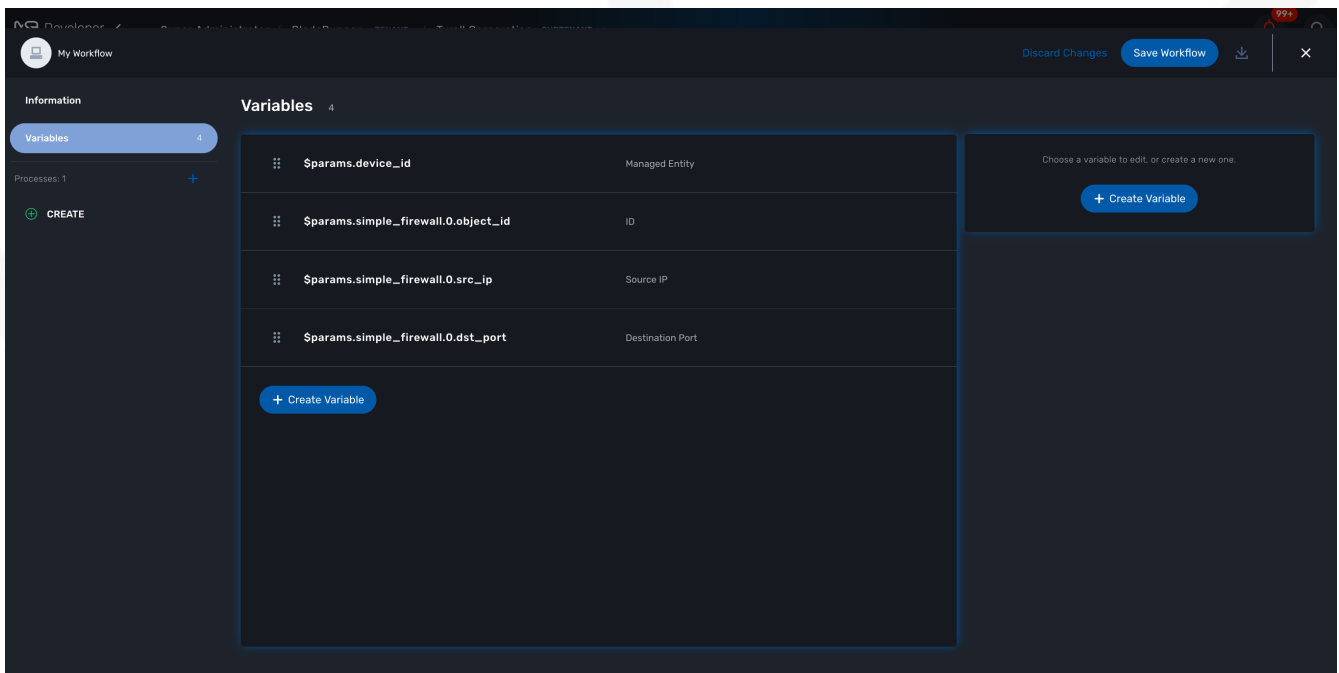 99+
My Workflow
Discard Changes
Save Workflow
Information
Variables 4
Processes: 1
CREATE
Variables 4
$params.device_id Managed Entity
$params.simple_firewall.0.object_id ID
$params.simple_firewall.0.src_ip Source IP
$params.simple_firewall.0.dst_port Destination Port
+ Create Variable
Choose a variable to edit, or create a new one.
+ Create Variable